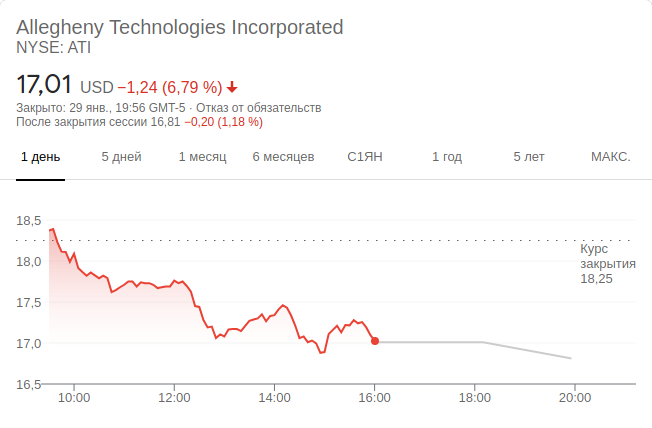 Allegheny Technologies Incorporated
NYSE: ATI
17,01 USD −1,24 (6,79 %)
Закрыто: 29 янв., 19:56 GMT-5 · Отказ от обязательств
После закрытия сессии 16,81 −0,20 (1,18 %)
1 день 5 дней 1 месяц 6 месяцев С1ЯН 1 год 5 лет МАКС.
18,5
18,0
17,5
17,0
16,5
Курс
закрытия
18,25
10:00 12:00 14:00 16:00 18:00 20:00